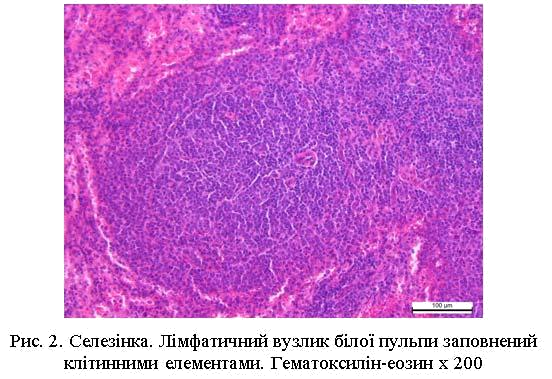 100 µm
Рис. 2. Селезінка. Лімфатичний вузлик білої пульпи заповнений
клітинними елементами. Гематоксилін-еозин х 200